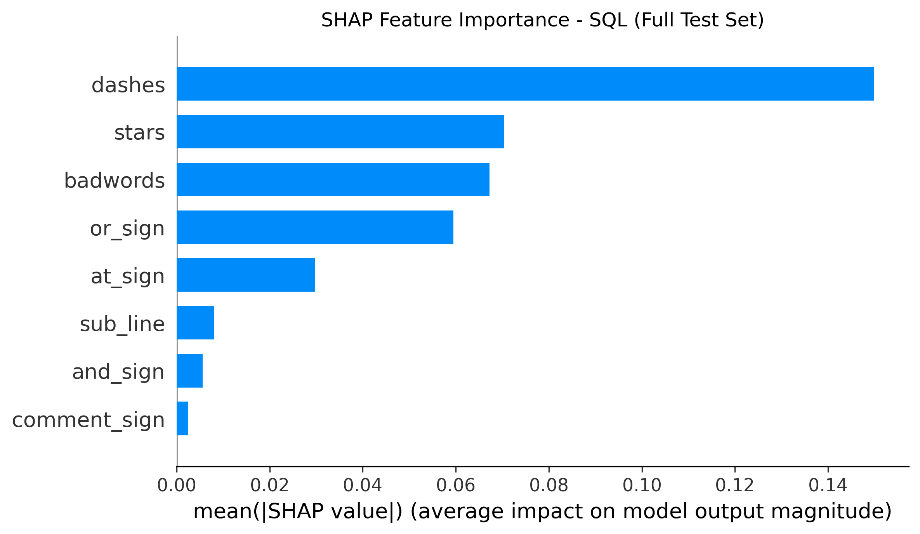 SHAP Feature Importance - SQL (Full Test Set)
dashes
stars
badwords
or_sign
at_sign
sub_line
and_sign
comment_sign
0.00 0.02 0.04 0.06 0.08 0.10 0.12 0.14
mean(|SHAP value|) (average impact on model output magnitude)